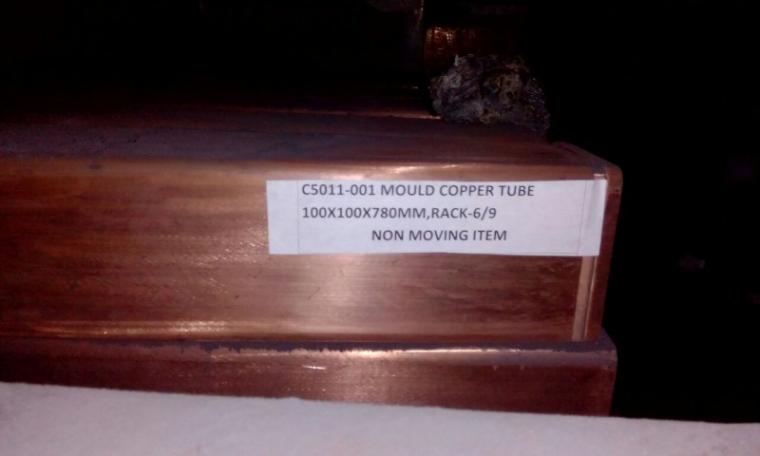 C5011-001 MOULD COPPER TUBE
100X100X780MM,RACK-6/9
NON MOVING ITEM